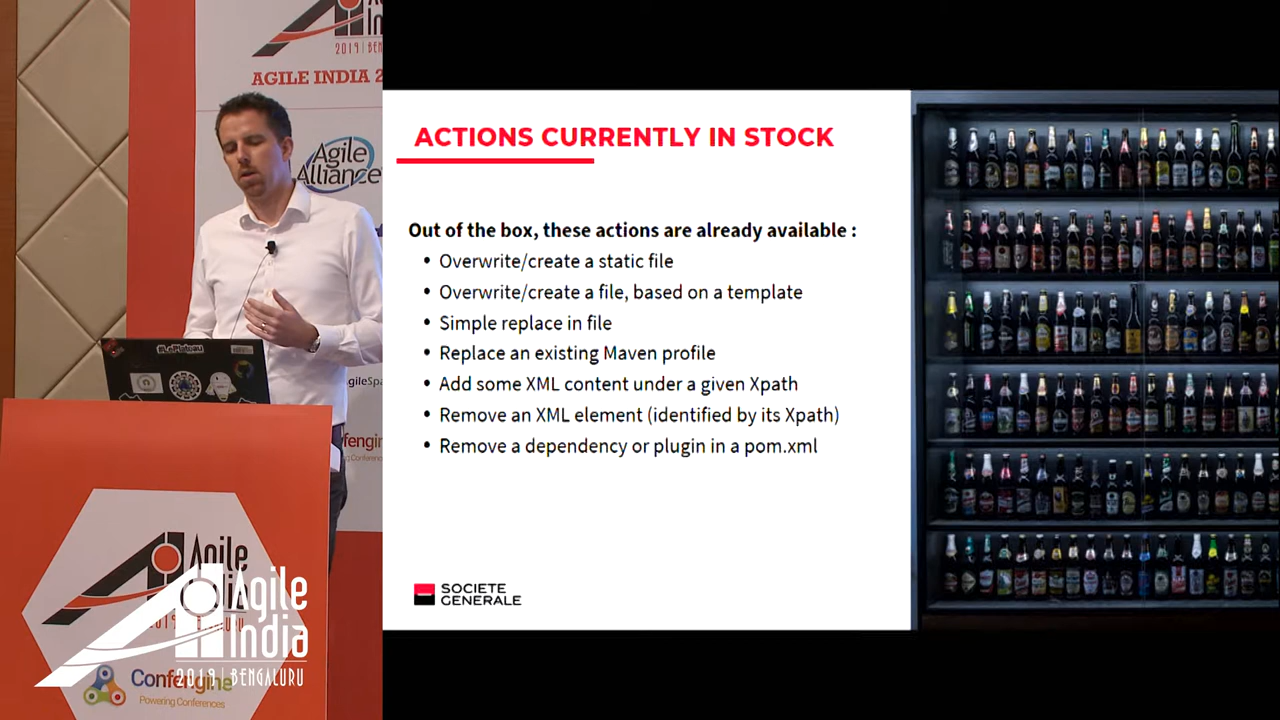 2019 | BEN
AGILE INDIA 2
Agile
Alliance
#LePlateau
ACTIONS CURRENTLY IN STOCK
Out of the box, these actions are already available :
• Overwrite/create a static file
• Overwrite/create a file, based on a template
• Simple replace in file
• Replace an existing Maven profile
• Add some XML content under a given Xpath
• Remove an XML element (identified by its Xpath)
• Remove a dependency or plugin in a pom.xml
SOCIETE
GENERALE
Agile
India
2019 | BENGALURU
Confengine
Powering Conferences